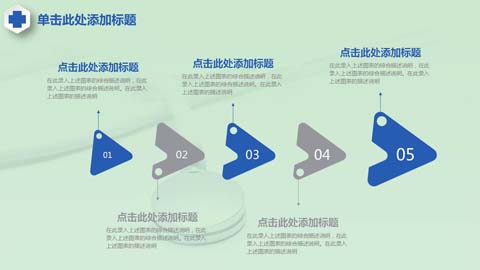 单击此处添加标题
点击此处添加标题
在此录入上述图表的综合描述说明，在此
录入上述图表的综合描述说明。在此录入
上述图表的描述说明
点击此处添加标题
在此录入上述图表的综合描述说明，在此
录入上述图表的综合描述说明。在此录入
上述图表的描述说明
点击此处添加标题
在此录入上述图表的综合描述说明，在此
录入上述图表的综合描述说明。在此录入
上述图表的描述说明
01
02
03
04
05
点击此处添加标题
在此录入上述图表的综合描述说明，在此录
入上述图表的综合描述说明。在此录入
上述图表的描述说明
点击此处添加标题
在此录入上述图表的综合描述说明，在此录
入上述图表的综合描述说明。在此录入
上述图表的描述说明